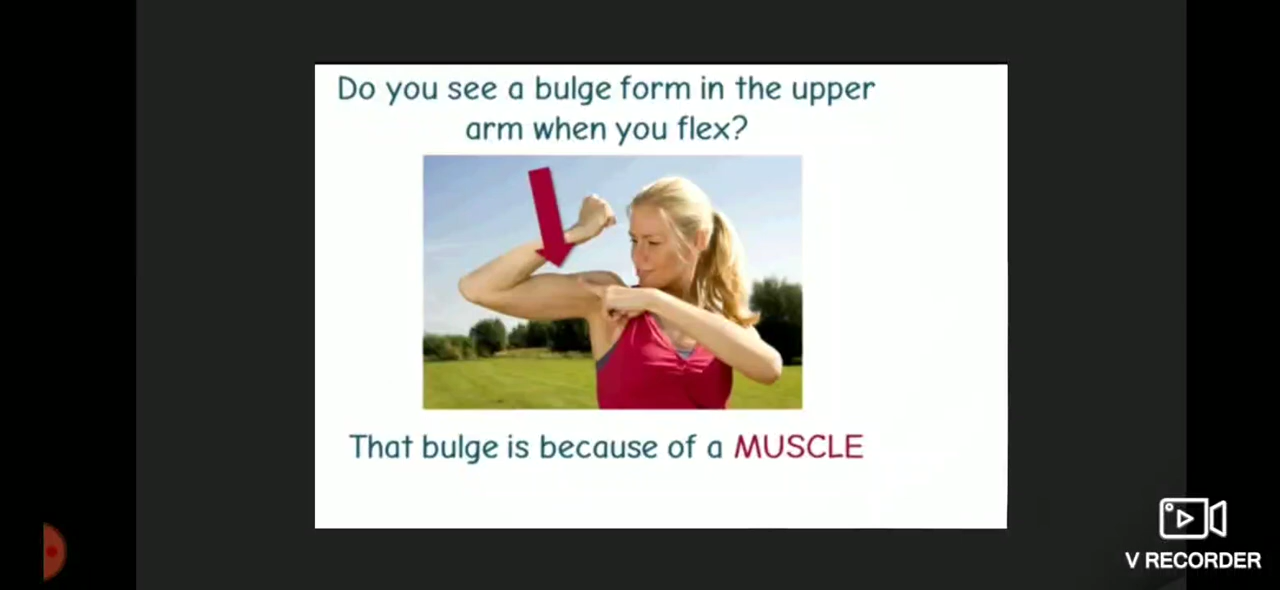 Do you see a bulge form in the upper
arm when you flex?
That bulge is because of a MUSCLE
V RECORDER